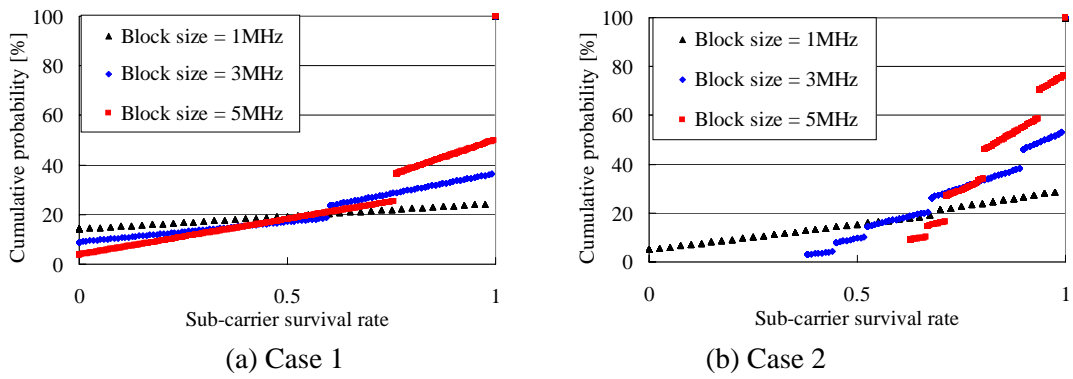 Cumulative probability [%]
100
80
60
40
20
0
Block size = 1MHz
Block size = 3MHz
Block size = 5MHz
0
0.5
1
Sub-carrier survival rate
(a) Case 1
Cumulative probability [%]
100
80
60
40
20
0
Block size = 1MHz
Block size = 3MHz
Block size = 5MHz
0
0.5
1
Sub-carrier survival rate
(b) Case 2